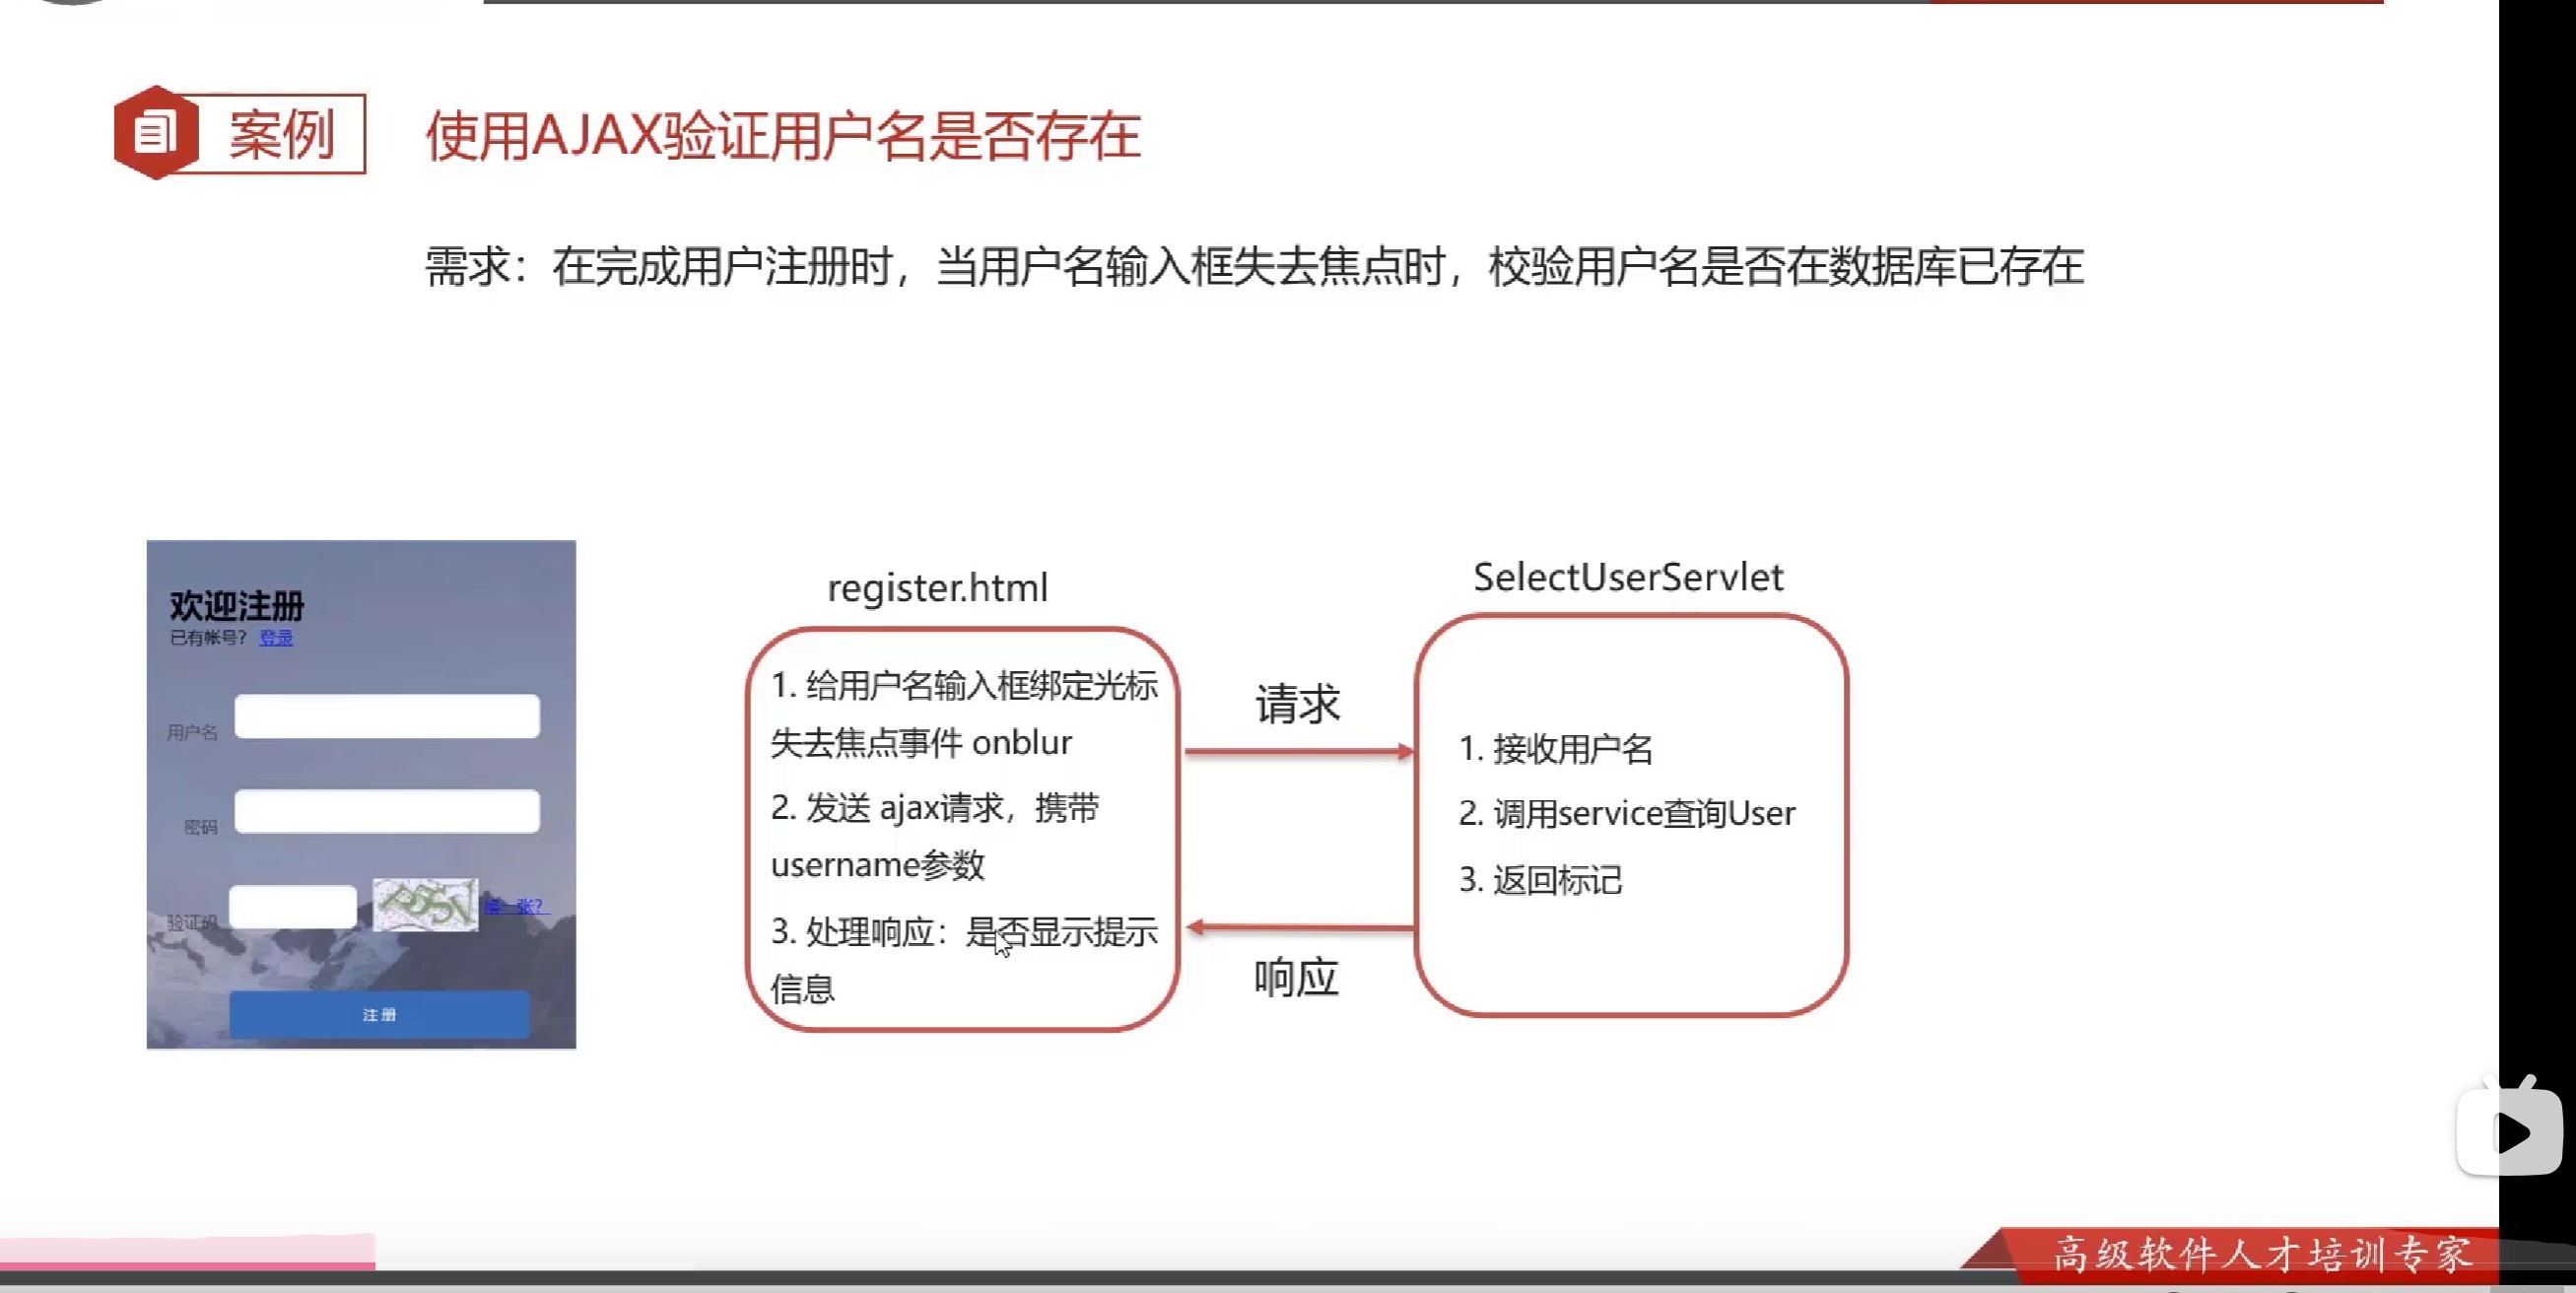 案例
使用AJAX验证用户名是否存在
需求：在完成用户注册时，当用户名输入框失去焦点时，校验用户名是否在数据库已存在
欢迎注册
已有帐号？ 登录
用户名
密码
验证码
换一张？
注 册
register.html
1. 给用户名输入框绑定光标
失去焦点事件 onblur
2. 发送 ajax请求，携带
username参数
3. 处理响应：是否显示提示
信息
请求
响应
SelectUserServlet
1. 接收用户名
2. 调用service查询User
3. 返回标记
高级软件人才培训专家